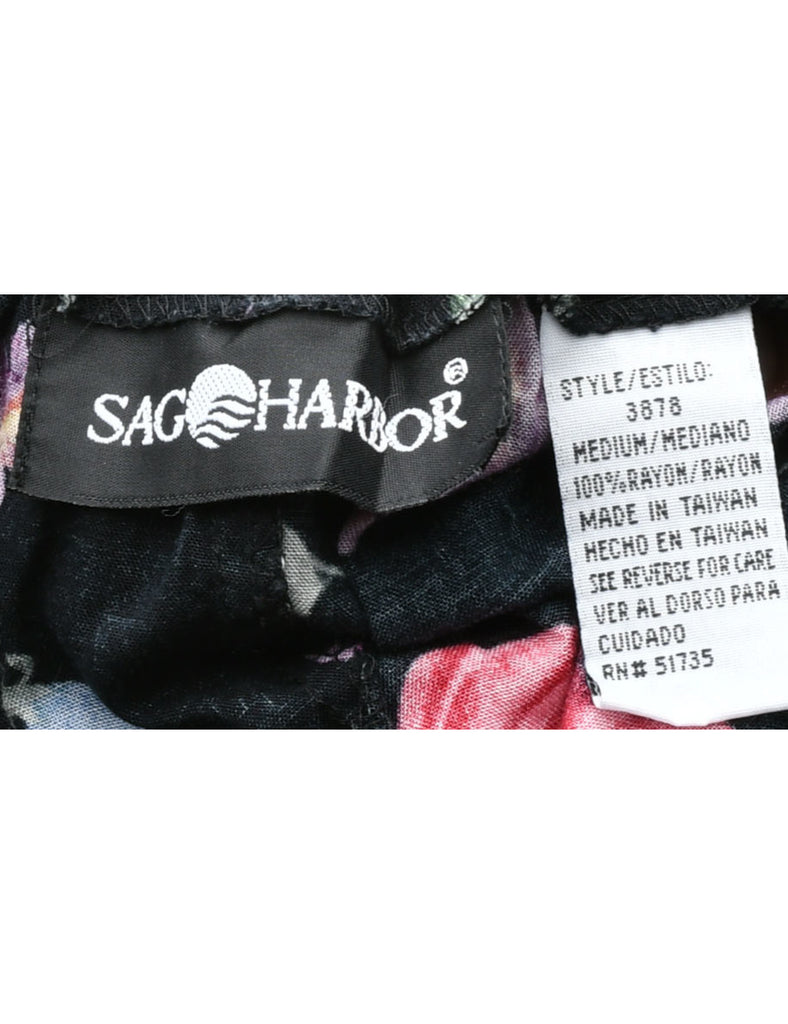 SAG HARBOR®
STYLE/ESTILO:
3878
MEDIUM/MEDIANO
100%RAYON/RAYON
MADE IN TAIWAN
HECHO EN TAIWAN
SEE REVERSE FOR CARE
VER AL DORSO PARA
CUIDADO
RN# 51735